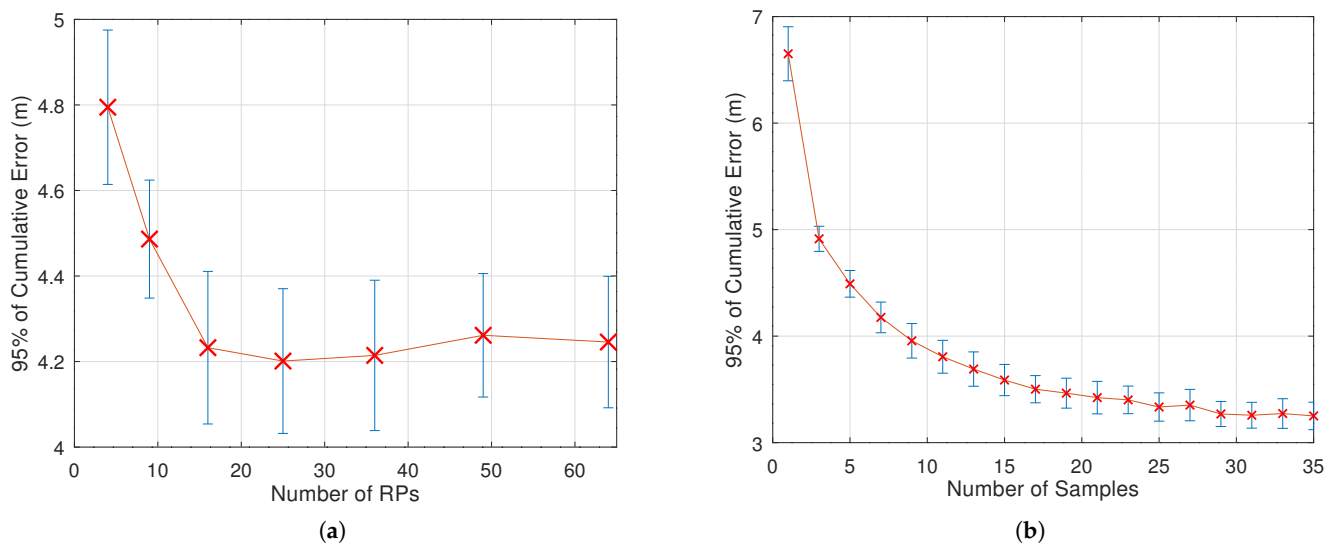 5
4.8
4.6
4.4
4.2
4
95% of Cumulative Error (m)
0 10 20 30 40 50 60
Number of RPs
(a)
7
6
5
4
3
95% of Cumulative Error (m)
0 5 10 15 20 25 30 35
Number of Samples
(b)